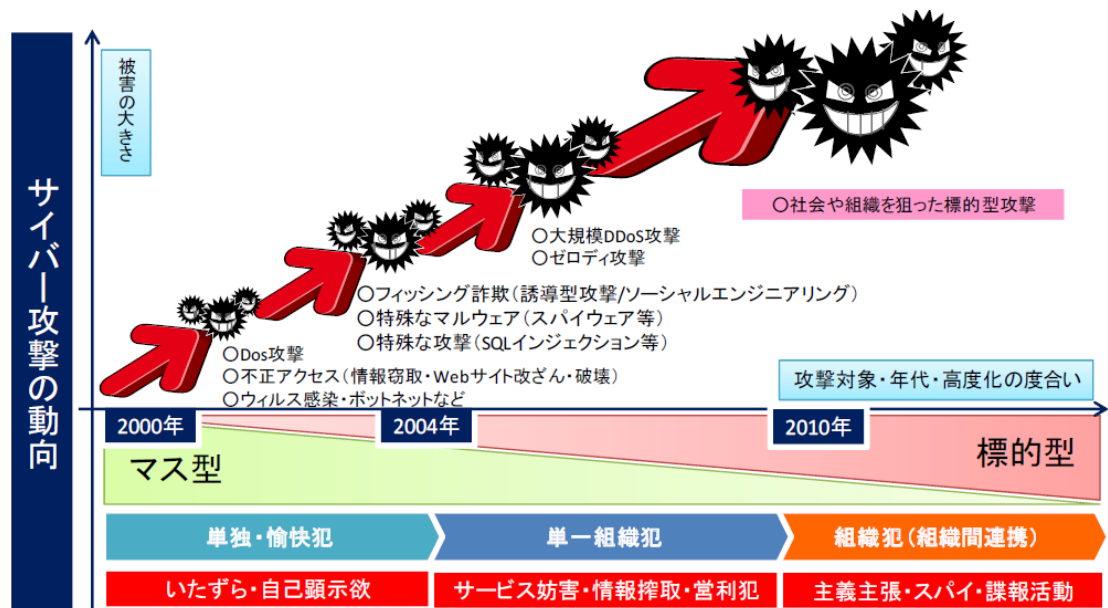 サイバー攻撃の動向
被害の大きさ
〇社会や組織を狙った標的型攻撃
〇大規模DDoS攻撃
〇ゼロディ攻撃
〇フィッシング詐欺(誘導型攻撃/ソーシャルエンジニアリング)
〇特殊なマルウェア(スパイウェア等)
〇特殊な攻撃(SQLインジェクション等)
〇Dos攻撃
〇不正アクセス(情報窃取・Webサイト改ざん・破壊)
〇ウィルス感染・ボットネットなど
攻撃対象・年代・高度化の度合い
2000年
2004年
2010年
マス型
標的型
単独・愉快犯
単一組織犯
組織犯(組織間連携)
いたずら・自己顕示欲
サービス妨害・情報搾取・営利犯
主義主張・スパイ・諜報活動